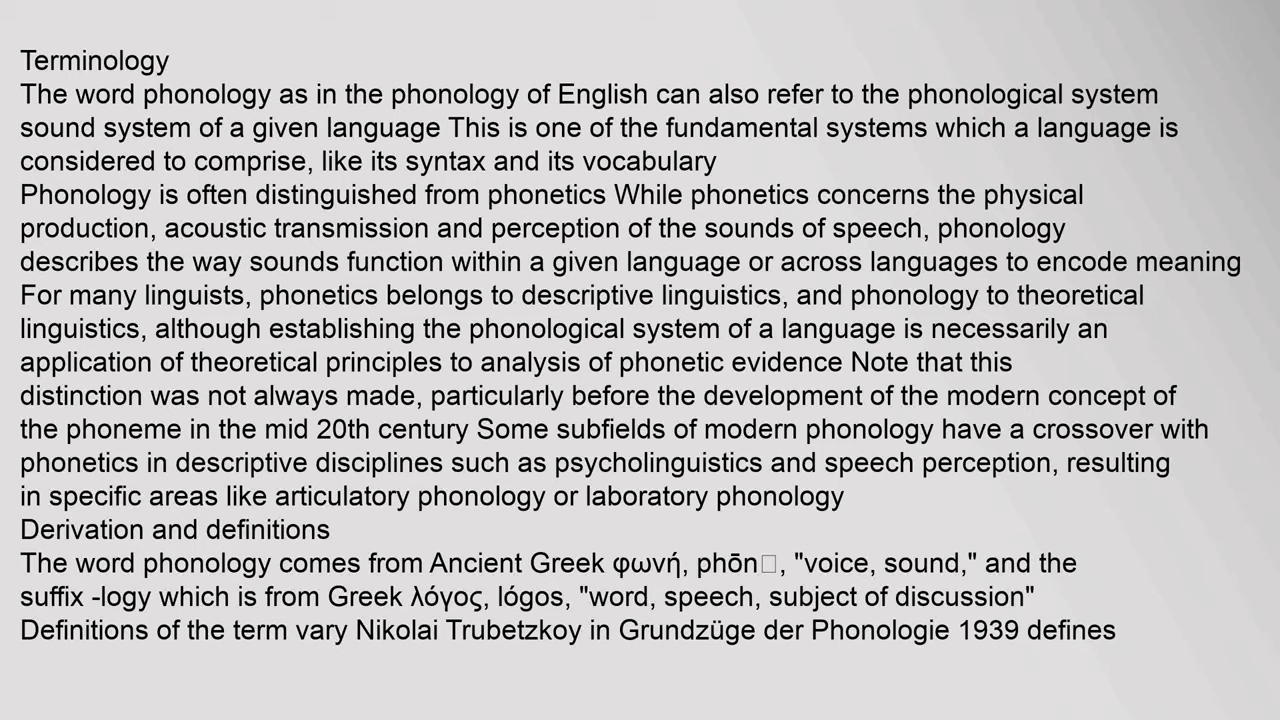 Terminology
The word phonology as in the phonology of English can also refer to the phonological system
sound system of a given language This is one of the fundamental systems which a language is
considered to comprise, like its syntax and its vocabulary
Phonology is often distinguished from phonetics While phonetics concerns the physical
production, acoustic transmission and perception of the sounds of speech, phonology
describes the way sounds function within a given language or across languages to encode meaning
For many linguists, phonetics belongs to descriptive linguistics, and phonology to theoretical
linguistics, although establishing the phonological system of a language is necessarily an
application of theoretical principles to analysis of phonetic evidence Note that this
distinction was not always made, particularly before the development of the modern concept of
the phoneme in the mid 20th century Some subfields of modern phonology have a crossover with
phonetics in descriptive disciplines such as psycholinguistics and speech perception, resulting
in specific areas like articulatory phonology or laboratory phonology
Derivation and definitions
The word phonology comes from Ancient Greek φωνή, phōn□, "voice, sound," and the
suffix -logy which is from Greek λόγος, lógos, "word, speech, subject of discussion"
Definitions of the term vary Nikolai Trubetzkoy in Grundzüge der Phonologie 1939 defines